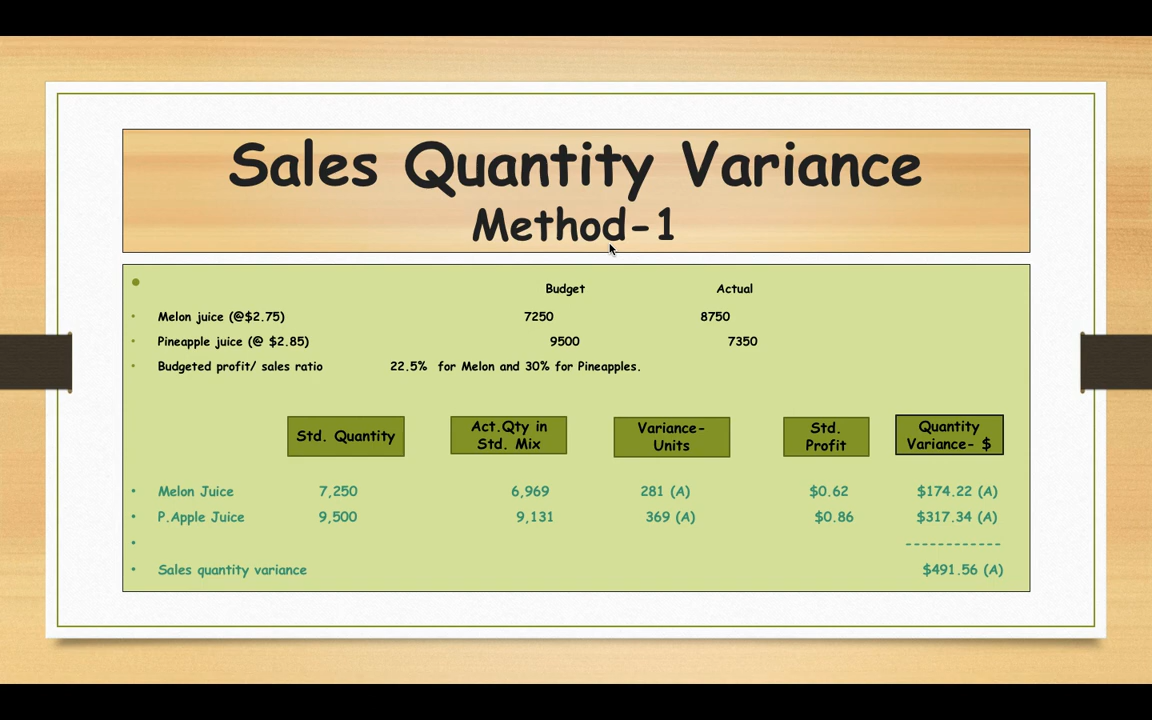 Sales Quantity Variance
Method-1
Budget Actual
Melon juice (@$2.75) 7250 8750
Pineapple juice (@ $2.85) 9500 7350
Budgeted profit/ sales ratio 22.5% for Melon and 30% for Pineapples.
Std. Quantity Act.Qty in Std. Mix Variance- Units Std. Profit Quantity Variance- $
Melon Juice 7,250 6,969 281 (A) $0.62 $174.22 (A)
P.Apple Juice 9,500 9,131 369 (A) $0.86 $317.34 (A)
------------
Sales quantity variance $491.56 (A)